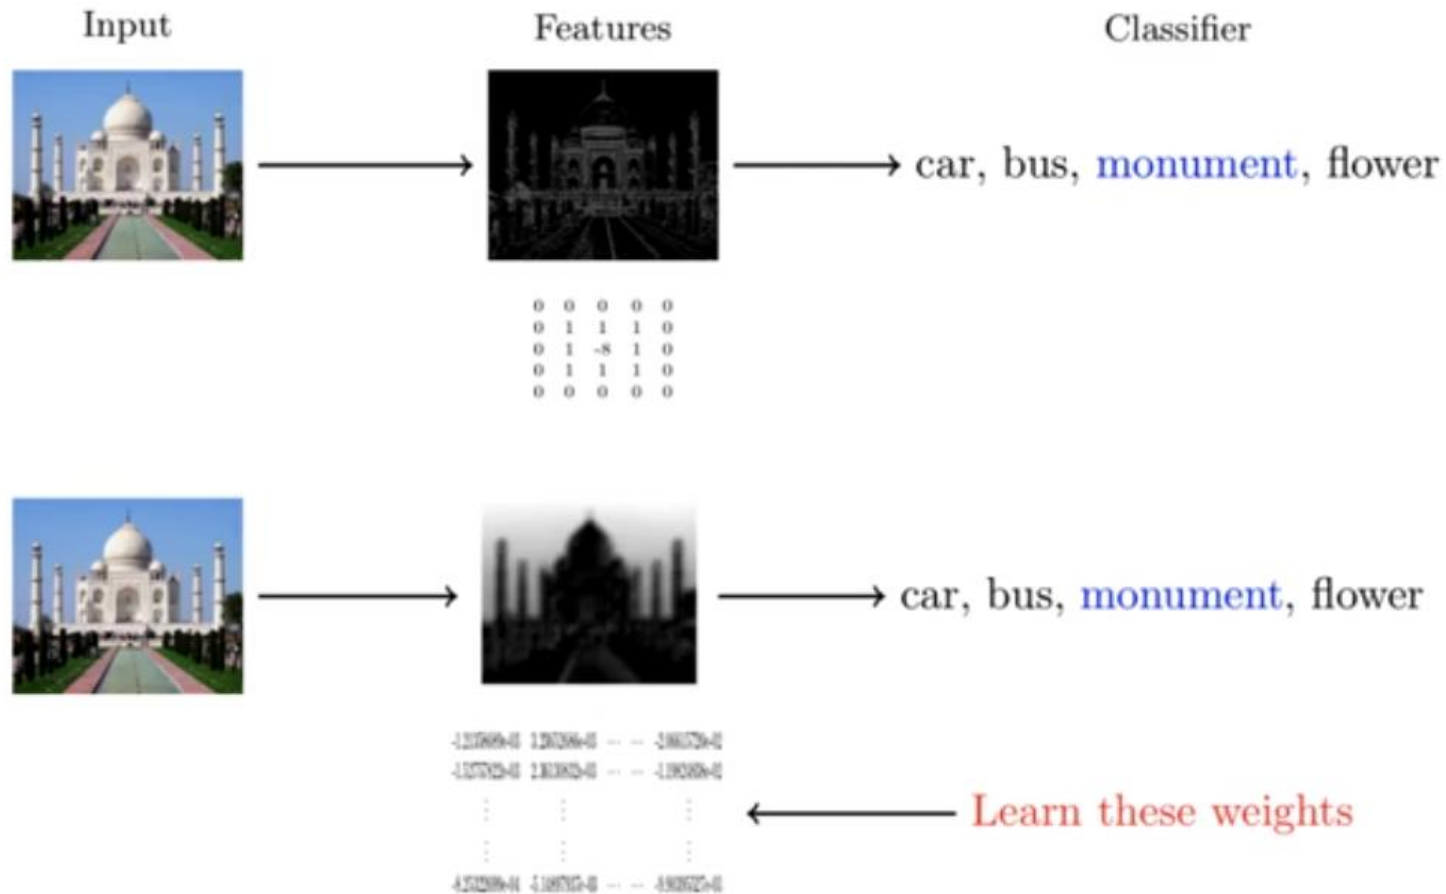 Input Features Classifier
car, bus, monument, flower
0 0 0 0 0
0 1 1 1 0
0 1 -8 1 0
0 1 1 1 0
0 0 0 0 0
car, bus, monument, flower
Learn these weights